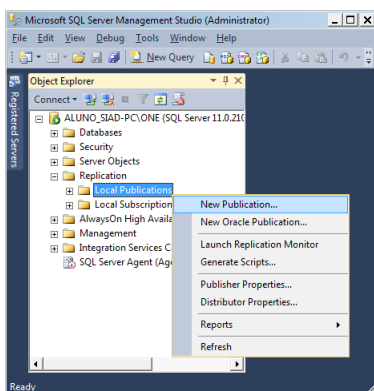 Microsoft SQL Server Management Studio (Administrator)
File Edit View Debug Tools Window Help
New Query
Registered Servers
Object Explorer
Connect
ALUNO_SIAD-PC\ONE (SQL Server 11.0.210
Databases
Security
Server Objects
Replication
Local Publications
Local Subscription
AlwaysOn High Availa
Management
Integration Services C
SQL Server Agent (Age
New Publication...
New Oracle Publication...
Launch Replication Monitor
Generate Scripts...
Publisher Properties...
Distributor Properties...
Reports
Refresh
Ready